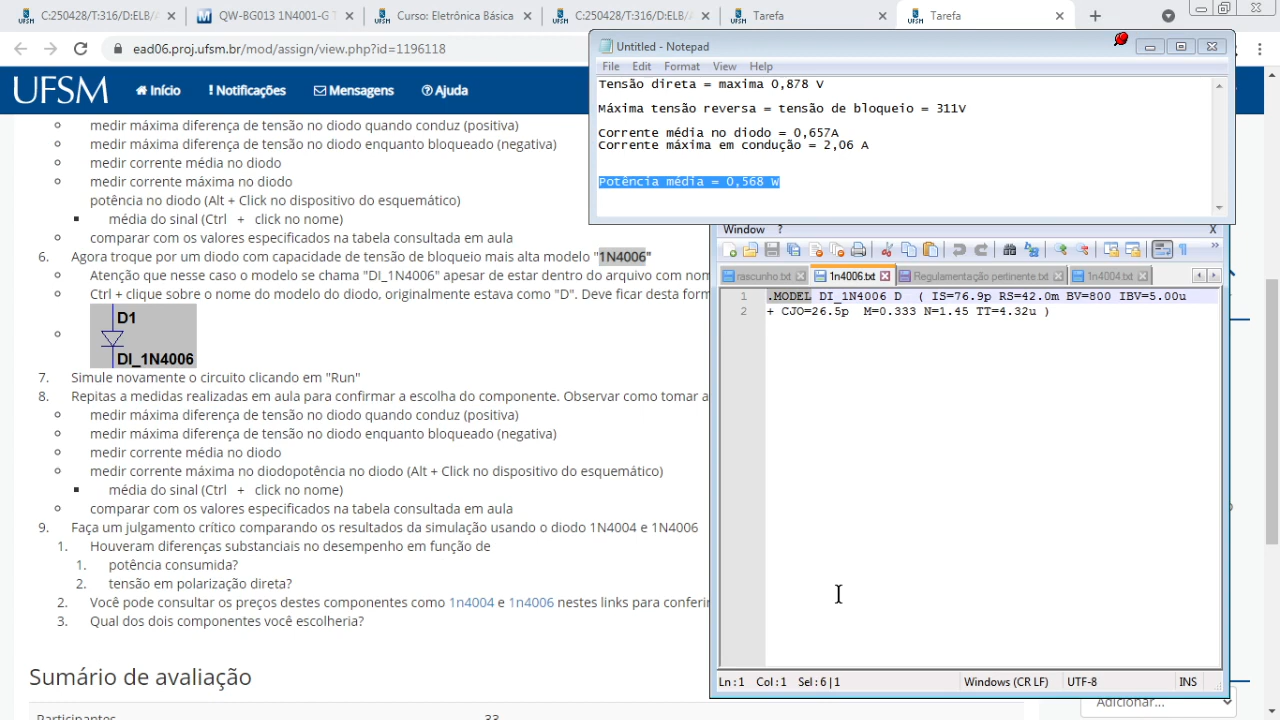 C:250428/T:316/D:ELB/
QW-BG013 1N4001-G T
Curso: Eletrônica Básica
C:250428/T:316/D:ELB/
Tarefa
Tarefa
ead06.proj.ufsm.br/mod/assign/view.php?id=1196118
UFSM
Início
Notificações
Mensagens
Ajuda
medir máxima diferença de tensão no diodo quando conduz (positiva)
medir máxima diferença de tensão no diodo enquanto bloqueado (negativa)
medir corrente média no diodo
medir corrente máxima no diodo
potência no diodo (Alt + Click no dispositivo do esquemático)
média do sinal (Ctrl + click no nome)
comparar com os valores especificados na tabela consultada em aula
6. Agora troque por um diodo com capacidade de tensão de bloqueio mais alta modelo "1N4006"
Atenção que nesse caso o modelo se chama "DI_1N4006" apesar de estar dentro do arquivo com nom
Ctrl + clique sobre o nome do modelo do diodo, originalmente estava como "D". Deve ficar desta form
D1
DI_1N4006
7. Simule novamente o circuito clicando em "Run"
8. Repitas a medidas realizadas em aula para confirmar a escolha do componente. Observar como tomar a
medir máxima diferença de tensão no diodo quando conduz (positiva)
medir máxima diferença de tensão no diodo enquanto bloqueado (negativa)
medir corrente média no diodo
medir corrente máxima no diodopotência no diodo (Alt + Click no dispositivo do esquemático)
média do sinal (Ctrl + click no nome)
comparar com os valores especificados na tabela consultada em aula
9. Faça um julgamento crítico comparando os resultados da simulação usando o diodo 1N4004 e 1N4006
1. Houveram diferenças substanciais no desempenho em função de
1. potência consumida?
2. tensão em polarização direta?
2. Você pode consultar os preços destes componentes como 1n4004 e 1n4006 nestes links para conferir
3. Qual dos dois componentes você escolheria?
Sumário de avaliação
Participantes
33
Untitled - Notepad
File Edit Format View Help
Tensão direta = maxima 0,878 V
Máxima tensão reversa = tensão de bloqueio = 311V
Corrente média no diodo = 0,657A
Corrente máxima em condução = 2,06 A
Potência média = 0,568 W
Window ?
X
rascunho.txt
1n4006.txt
Regulamentação pertinente.txt
1n4004.txt
1 .MODEL DI_1N4006 D ( IS=76.9p RS=42.0m BV=800 IBV=5.00u
2 + CJO=26.5p M=0.333 N=1.45 TT=4.32u )
Ln:1 Col:1 Sel:6|1
Windows (CR LF)
UTF-8
INS
Adicionar...